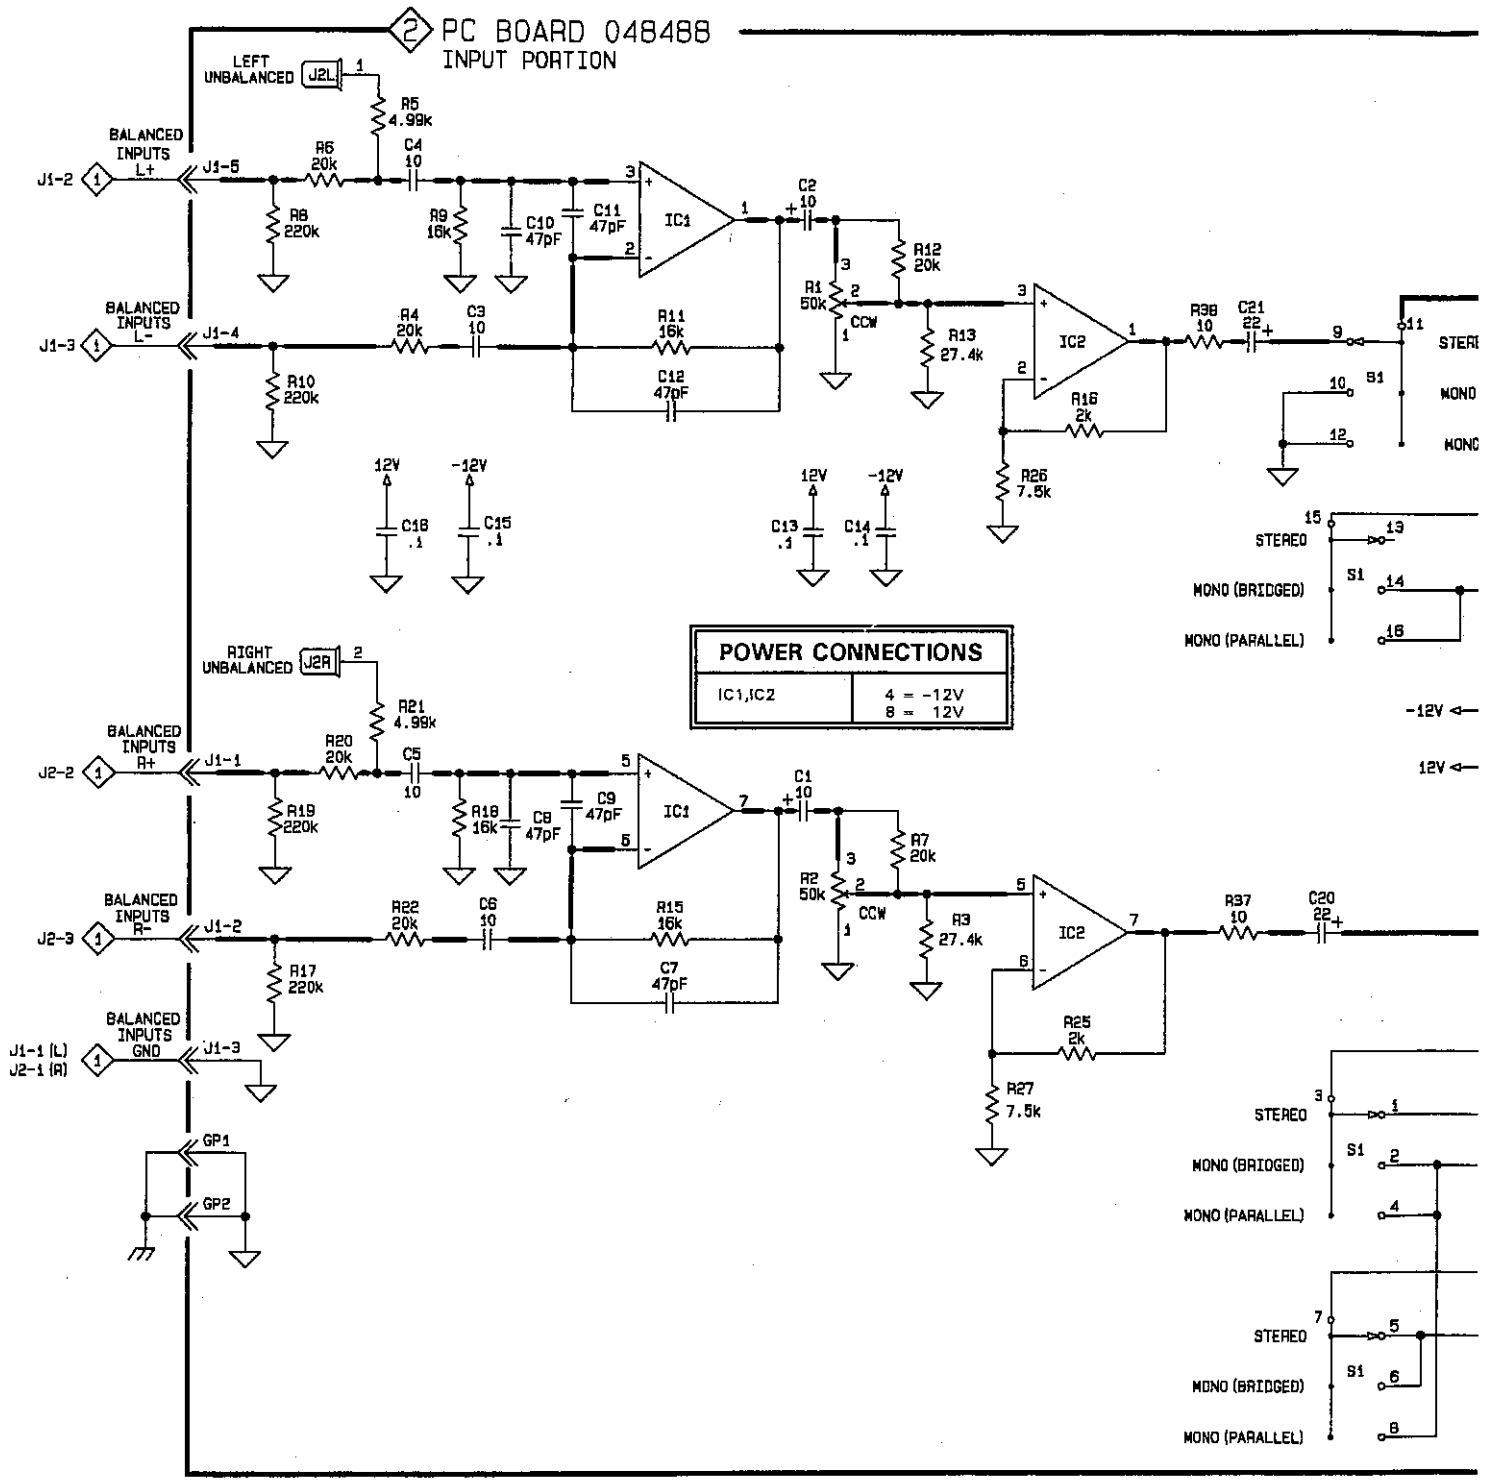 2 PC BOARD 048488
INPUT PORTION
LEFT
UNBALANCED J2L 1
R5
4.99k
BALANCED
INPUTS
L+
J1-2 1 J1-5
R6
20k
C4
10
R8
220k
R9
16k
C10
47pF
C11
47pF
3 + IC1 1
2 -
C2
+ 10
R12
20k
3
R1
50k
2
CCW
1
R13
27.4k
BALANCED
INPUTS
L-
J1-3 1 J1-4
R4
20k
C3
10
R11
16k
C12
47pF
R10
220k
3 + IC2 1
2 -
R16
2k
R26
7.5k
R38
10
C21
22 +
9 11
STERE
10 S1
MONO
12
MONO
12V
-12V
C16
.1
C15
.1
12V
-12V
C13
.1
C14
.1
15 13
STEREO
S1
MONO (BRIDGED) 14
MONO (PARALLEL) 16
POWER CONNECTIONS
IC1,IC2 4 = -12V
8 = 12V
-12V
12V
RIGHT
UNBALANCED J2R 2
R21
4.99k
BALANCED
INPUTS
R+
J2-2 1 J1-1
R20
20k
C5
10
R19
220k
R18
16k
C8
47pF
C9
47pF
5 + IC1 7
6 -
C1
+ 10
R7
20k
3
R2
50k
2
CCW
1
R3
27.4k
BALANCED
INPUTS
R-
J2-3 1 J1-2
R22
20k
C6
10
R15
16k
C7
47pF
R17
220k
5 + IC2 7
6 -
R25
2k
R27
7.5k
R37
10
C20
22 +
BALANCED
INPUTS
GND
J1-1 (L)
J2-1 (R)
1 J1-3
GP1
GP2
3
STEREO 1
S1
MONO (BRIDGED) 2
MONO (PARALLEL) 4
7
STEREO 5
S1
MONO (BRIDGED) 6
MONO (PARALLEL) 8